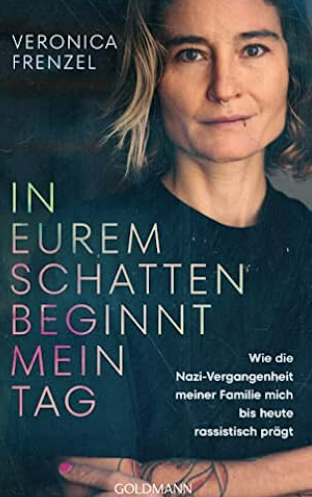 VERONICA
FRENZEL
IN
EUREM
SCHATTEN
BEGINNT
MEIN
TAG
Wie die
Nazi-Vergangenheit
meiner Familie mich
bis heute
rassistisch prägt
GOLDMANN